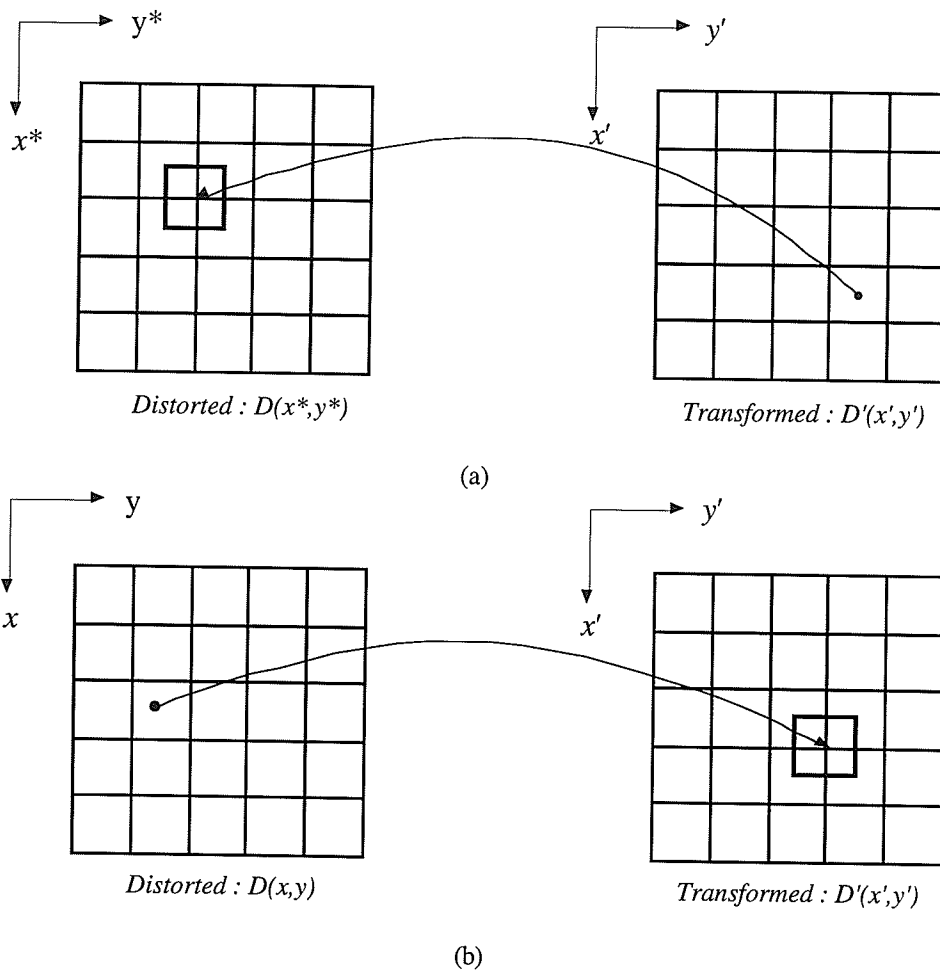 y*
y'
x*
x'
Distorted : D(x*,y*)
Transformed : D'(x',y')
(a)
y
y'
x
x'
Distorted : D(x,y)
Transformed : D'(x',y')
(b)